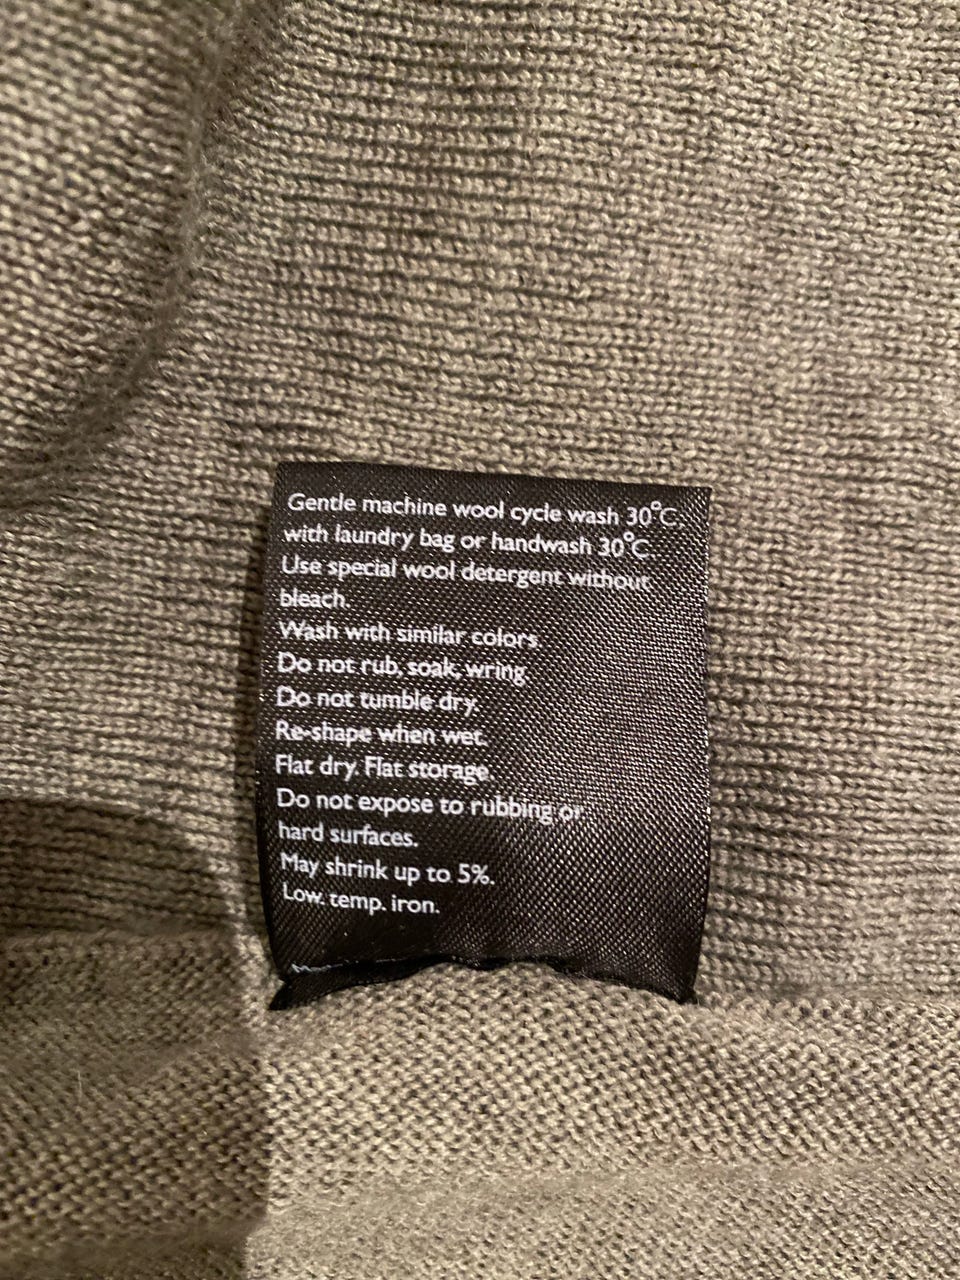 Gentle machine wool cycle wash 30°C,
with laundry bag or handwash 30°C.
Use special wool detergent without
bleach.
Wash with similar colors
Do not rub, soak, wring.
Do not tumble dry.
Re-shape when wet.
Flat dry. Flat storage.
Do not expose to rubbing or
hard surfaces.
May shrink up to 5%.
Low. temp. iron.